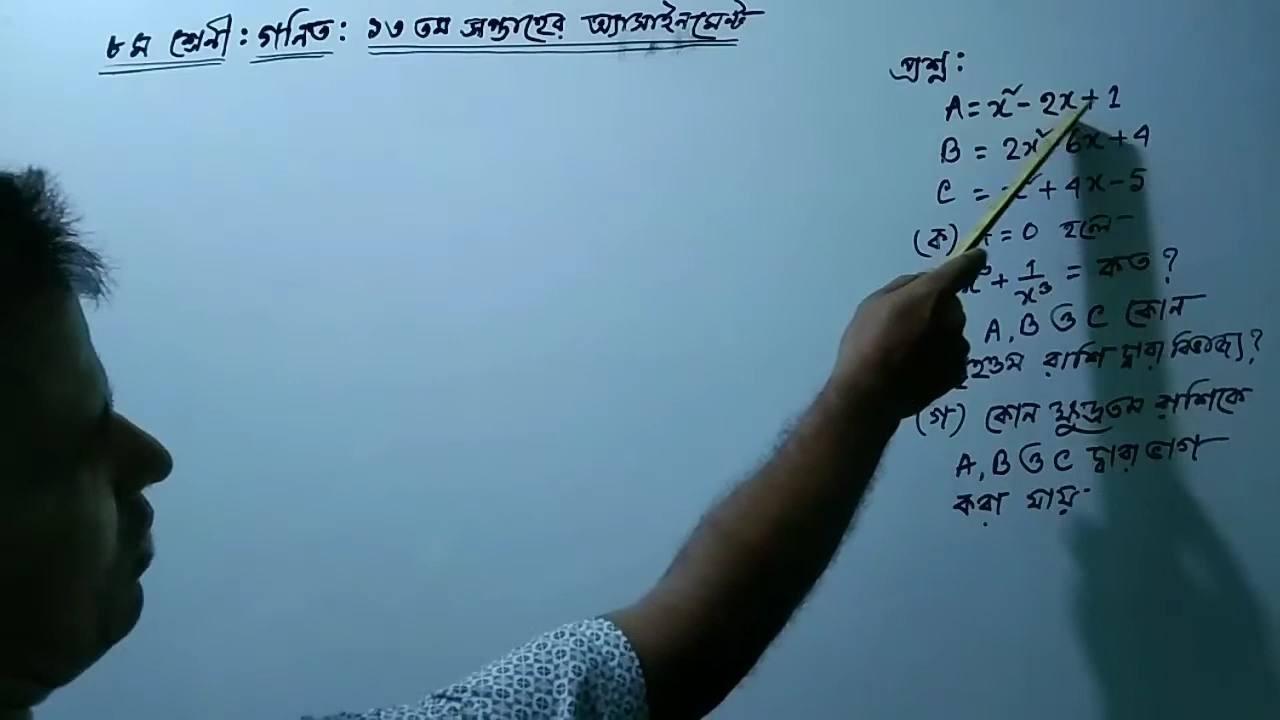 ৮ম শ্রেনী: গনিত: ১৩ তম সপ্তাহের অ্যাসাইনমেন্ট
প্রশ্ন:
A = x² - 2x + 1
B = 2x² 6x + 4
C = + 4x - 5
(ক) = 0 হলে
+ 1/x³ = কত?
A, B ও C কোন
রাশি দ্বারা বিভাজ্য?
(গ) কোন ক্ষুদ্রতম রাশিকে
A, B ও C দ্বারা ভাগ
করা যায়